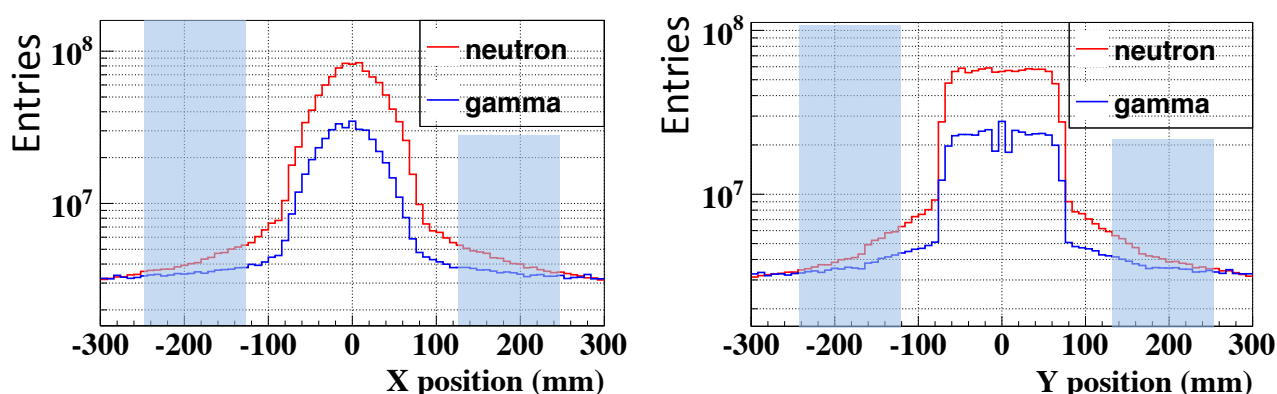 Entries
10^8
10^7
neutron
gamma
-300 -200 -100 0 100 200 300
X position (mm)
Entries
10^8
10^7
neutron
gamma
-300 -200 -100 0 100 200 300
Y position (mm)